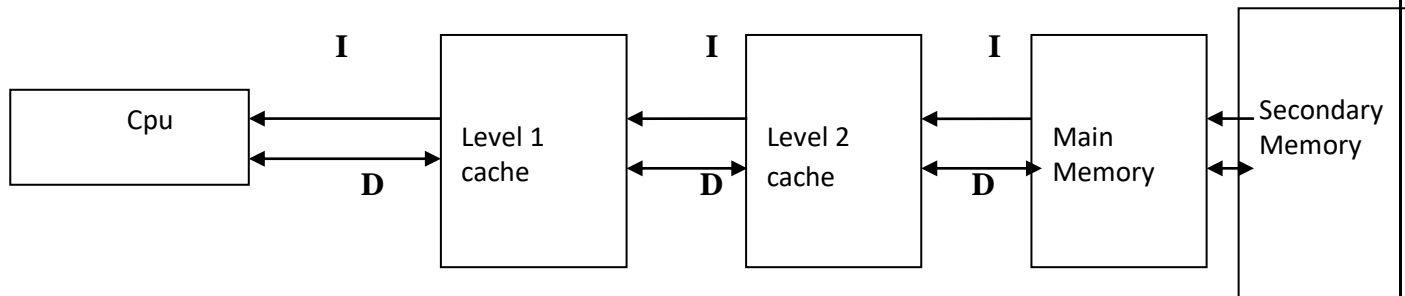 I
I
I
Cpu
Level 1
cache
Level 2
cache
Main
Memory
Secondary
Memory
D
D
D